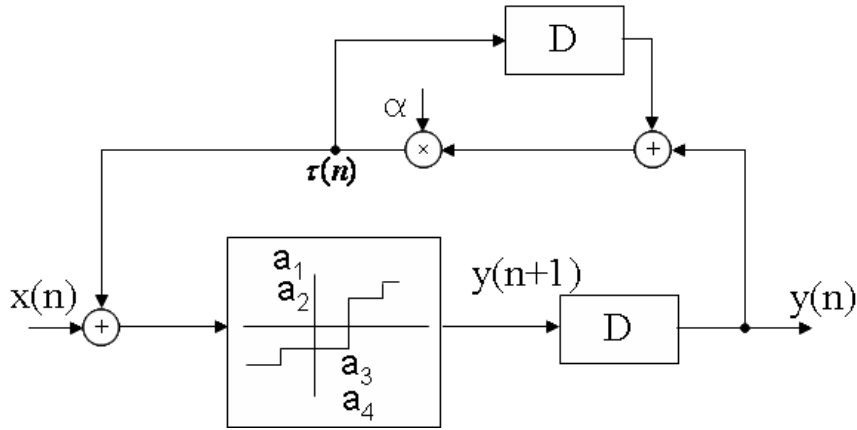 D
α
×
+
τ(n)
a₁
a₂
x(n)
y(n+1)
y(n)
+
D
a₃
a₄